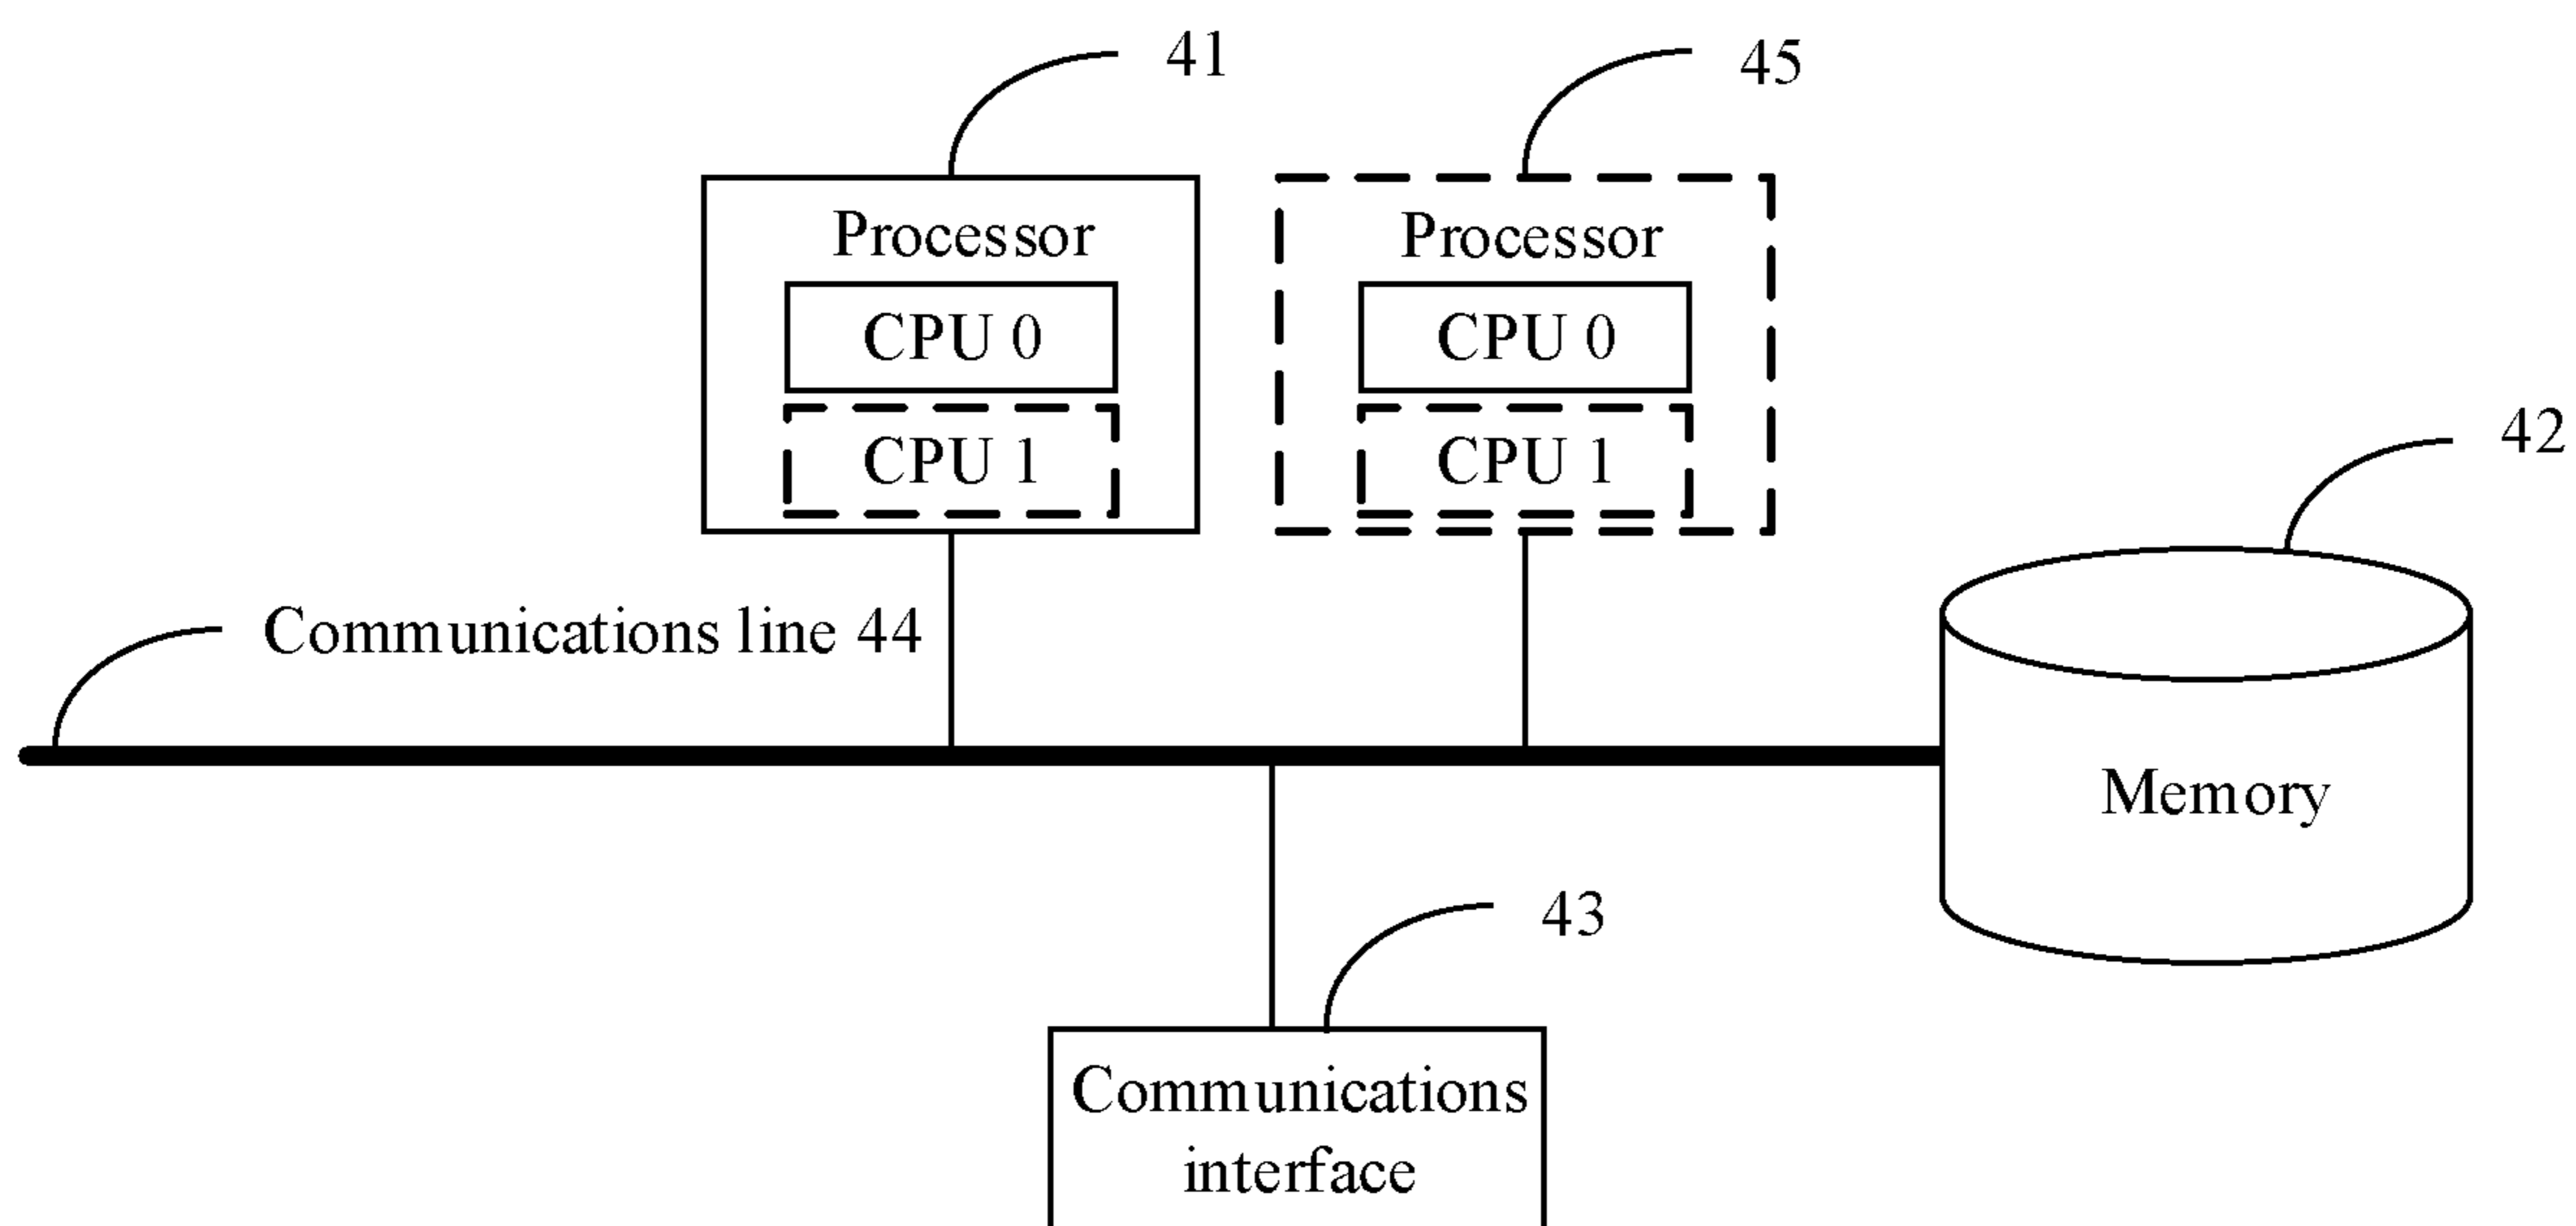 41
45
Processor
CPU 0
CPU 1
Processor
CPU 0
CPU 1
42
Communications line 44
Memory
43
Communications
interface